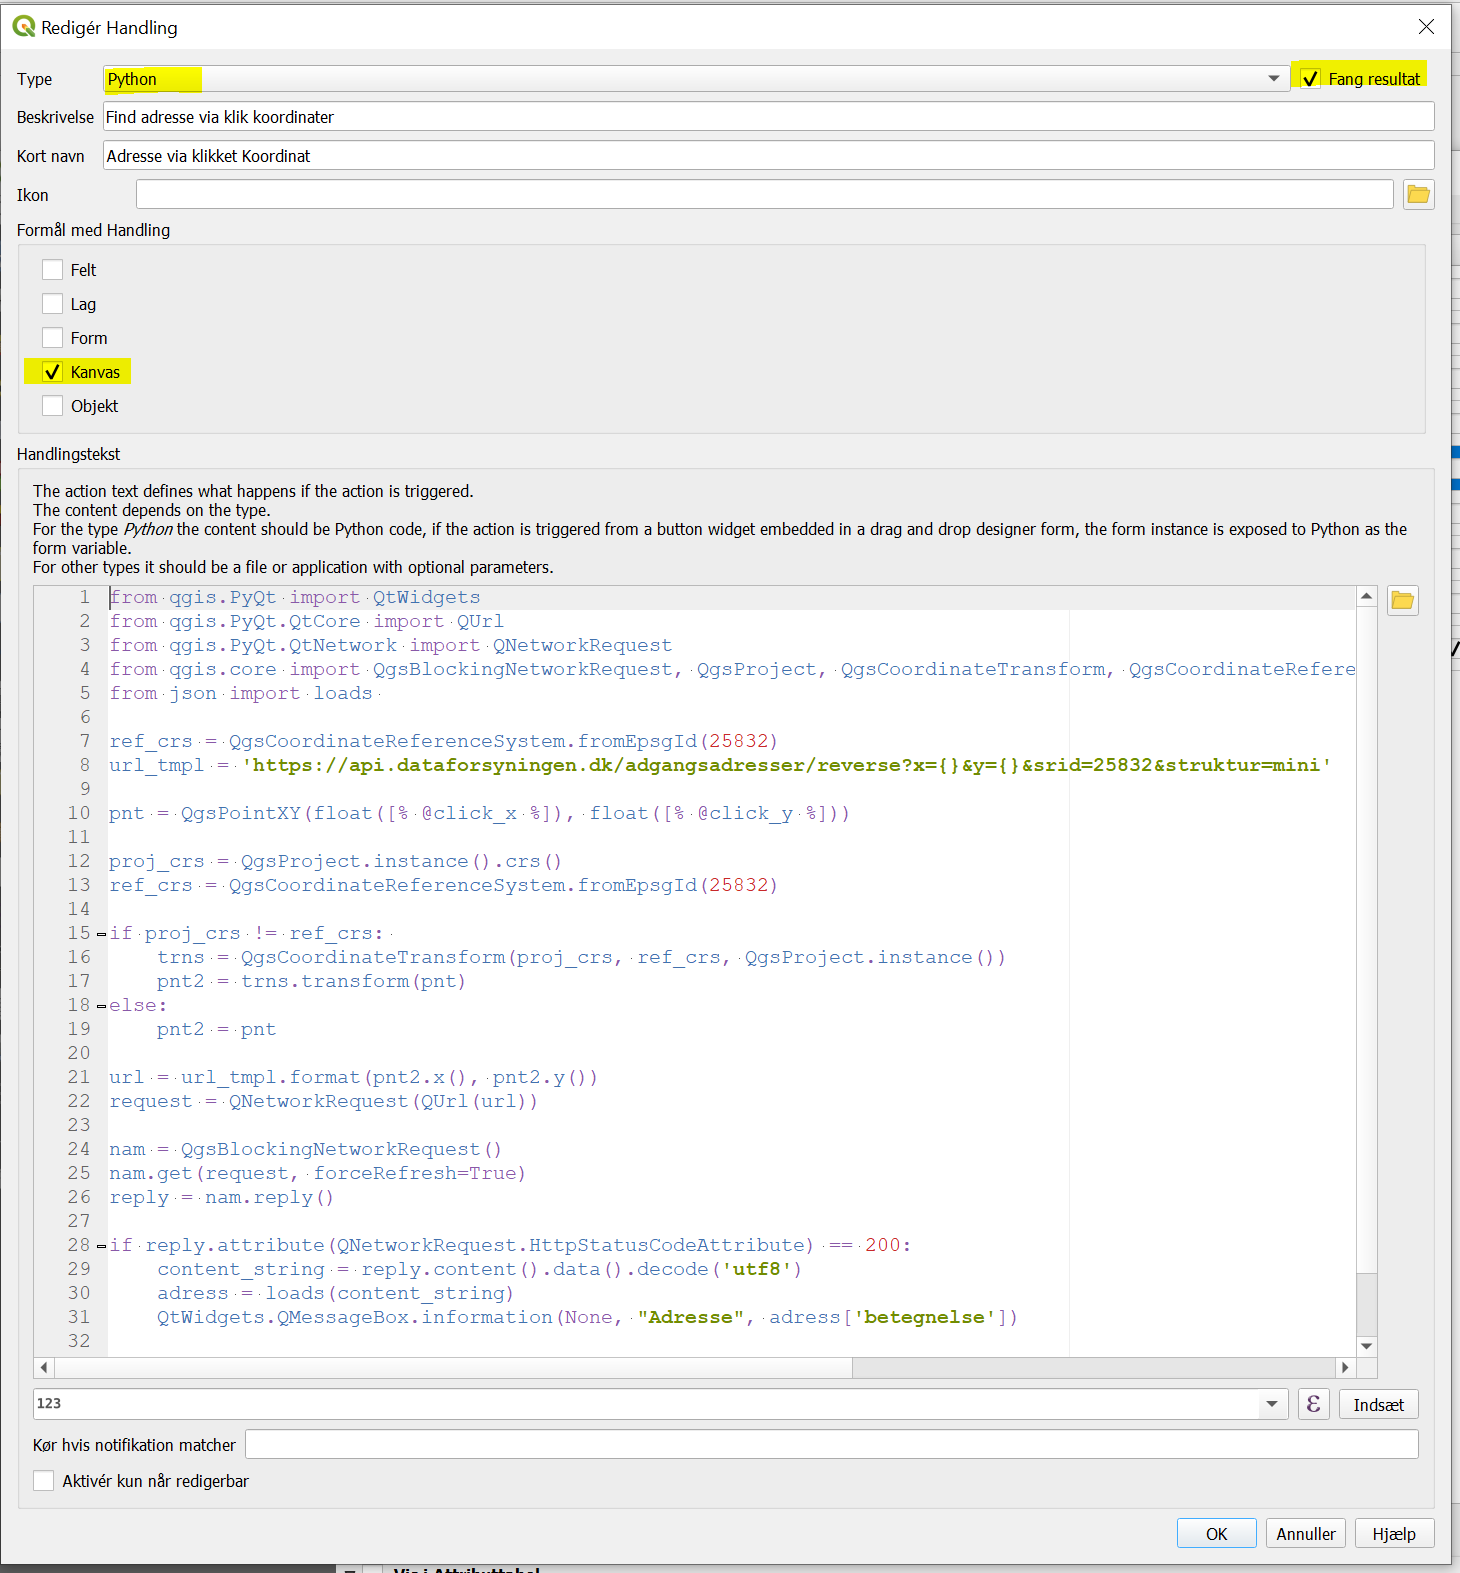 Redigér Handling
Type
Python
Fang resultat
Beskrivelse
Find adresse via klik koordinater
Kort navn
Adresse via klikket Koordinat
Ikon
Formål med Handling
Felt
Lag
Form
Kanvas
Objekt
Handlingstekst
The action text defines what happens if the action is triggered.
The content depends on the type.
For the type Python the content should be Python code, if the action is triggered from a button widget embedded in a drag and drop designer form, the form instance is exposed to Python as the
form variable.
For other types it should be a file or application with optional parameters.
1 from qgis.PyQt import QtWidgets
2 from qgis.PyQt.QtCore import QUrl
3 from qgis.PyQt.QtNetwork import QNetworkRequest
4 from qgis.core import QgsBlockingNetworkRequest, QgsProject, QgsCoordinateTransform, QgsCoordinateRefere
5 from json import loads
6
7 ref_crs = QgsCoordinateReferenceSystem.fromEpsgId(25832)
8 url_tmpl = 'https://api.dataforsyningen.dk/adgangsadresser/reverse?x={}&y={}&srid=25832&struktur=mini'
9
10 pnt = QgsPointXY(float([% @click_x %]), float([% @click_y %]))
11
12 proj_crs = QgsProject.instance().crs()
13 ref_crs = QgsCoordinateReferenceSystem.fromEpsgId(25832)
14
15 if proj_crs != ref_crs:
16     trns = QgsCoordinateTransform(proj_crs, ref_crs, QgsProject.instance())
17     pnt2 = trns.transform(pnt)
18 else:
19     pnt2 = pnt
20
21 url = url_tmpl.format(pnt2.x(), pnt2.y())
22 request = QNetworkRequest(QUrl(url))
23
24 nam = QgsBlockingNetworkRequest()
25 nam.get(request, forceRefresh=True)
26 reply = nam.reply()
27
28 if reply.attribute(QNetworkRequest.HttpStatusCodeAttribute) == 200:
29     content_string = reply.content().data().decode('utf8')
30     adress = loads(content_string)
31     QtWidgets.QMessageBox.information(None, "Adresse", adress['betegnelse'])
32
123
ε
Indsæt
Kør hvis notifikation matcher
Aktivér kun når redigerbar
OK
Annuller
Hjælp